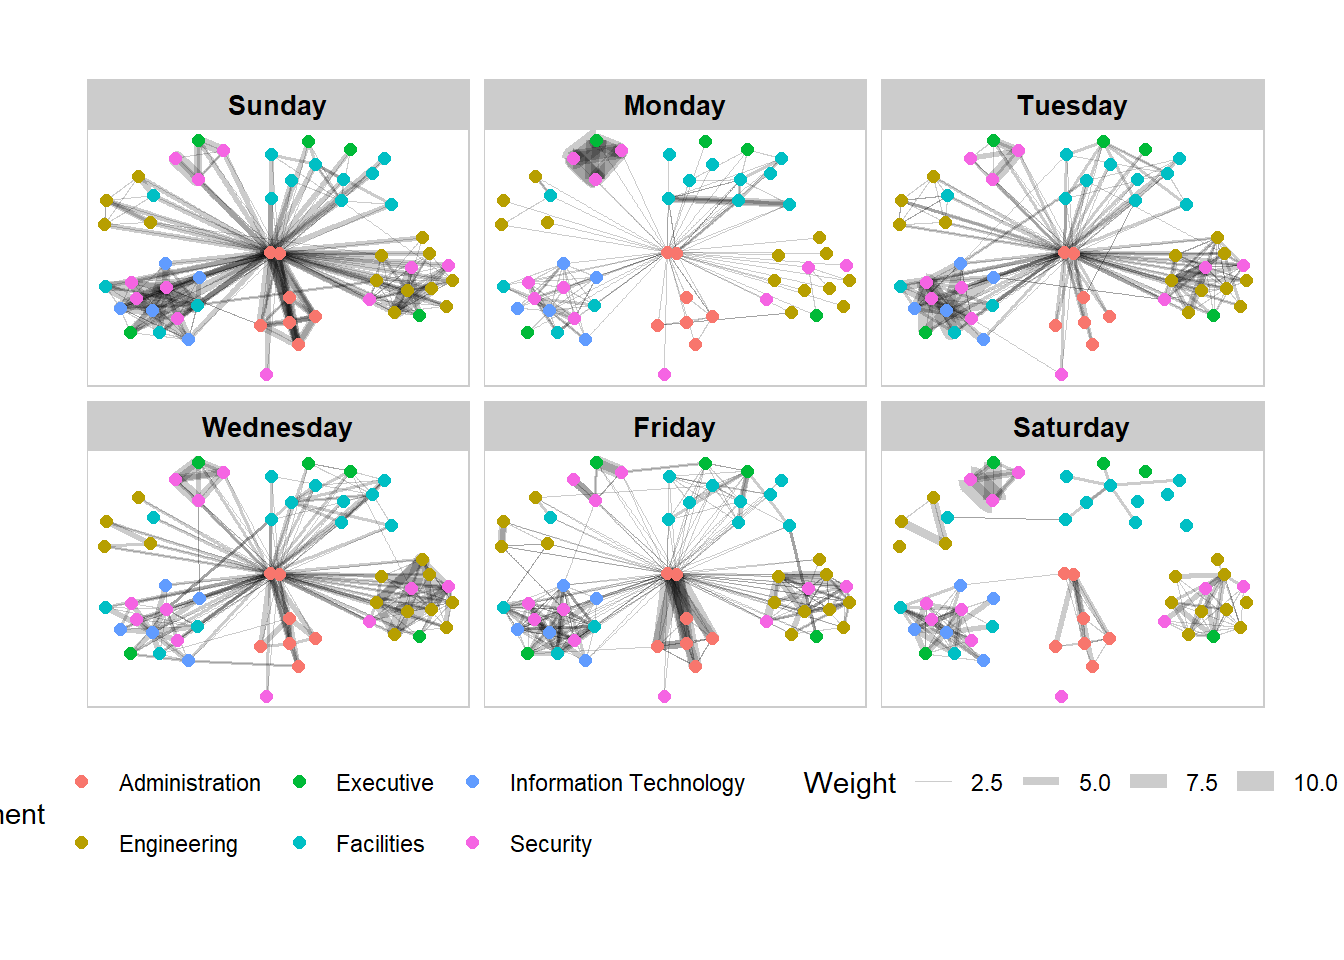 Sunday Monday Tuesday
Wednesday Friday Saturday
Administration Executive Information Technology Weight 2.5 5.0 7.5 10.0
Engineering Facilities Security